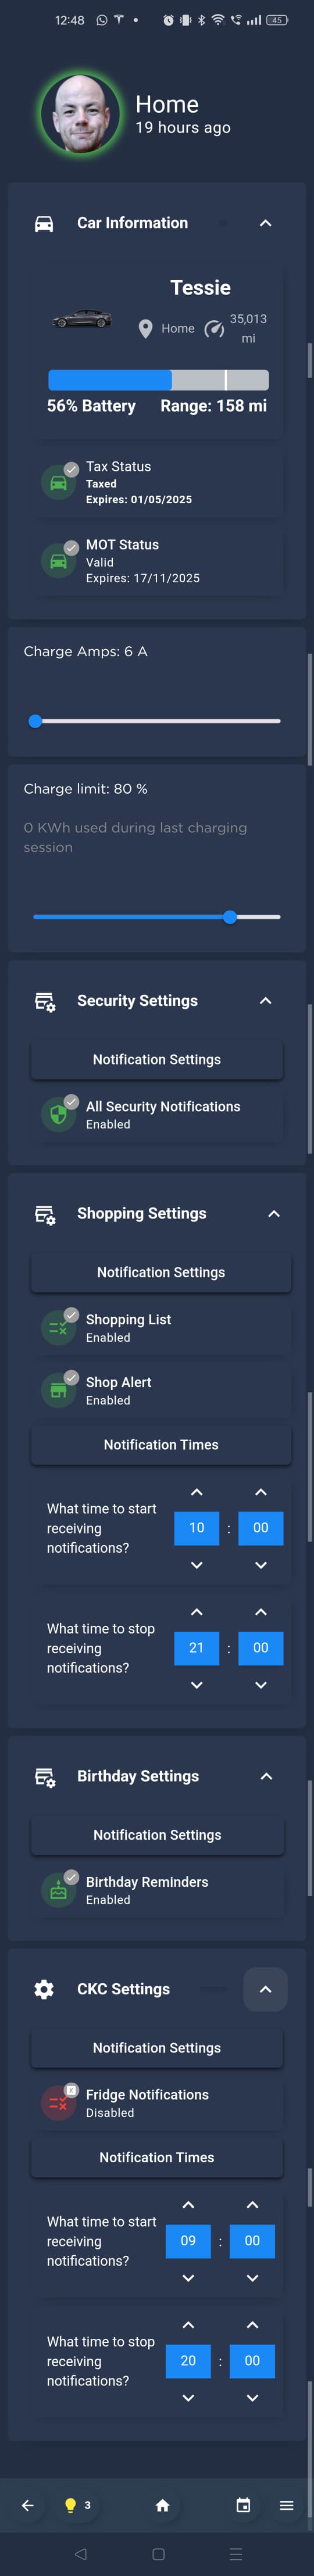 12:48
45
Home
19 hours ago
Car Information
Tessie
Home
35,013
mi
56% Battery
Range: 158 mi
Tax Status
Taxed
Expires: 01/05/2025
MOT Status
Valid
Expires: 17/11/2025
Charge Amps: 6 A
Charge limit: 80 %
0 KWh used during last charging
session
Security Settings
Notification Settings
All Security Notifications
Enabled
Shopping Settings
Notification Settings
Shopping List
Enabled
Shop Alert
Enabled
Notification Times
What time to start
receiving
notifications?
10 : 00
What time to stop
receiving
notifications?
21 : 00
Birthday Settings
Notification Settings
Birthday Reminders
Enabled
CKC Settings
Notification Settings
Fridge Notifications
Disabled
Notification Times
What time to start
receiving
notifications?
09 : 00
What time to stop
receiving
notifications?
20 : 00
3